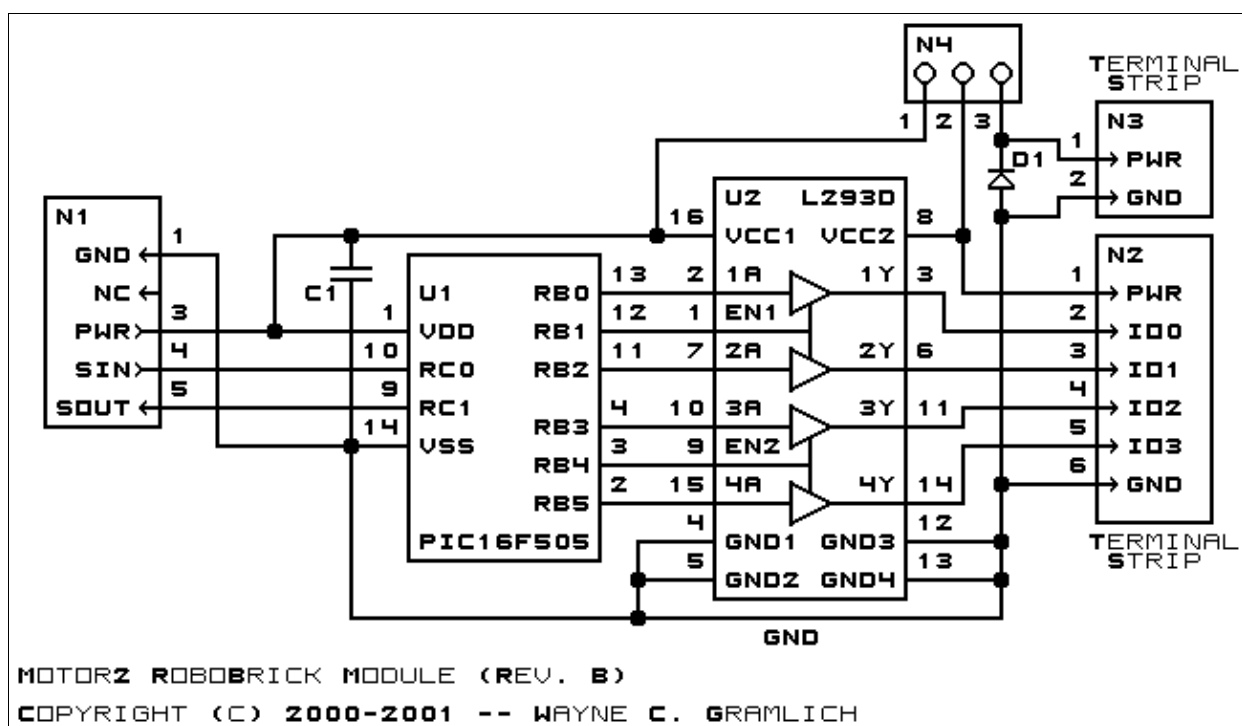 N4
1 2 3
TERMINAL
STRIP
N3
1 PWR
2 GND
D1
N1
1
GND
NC
3
PWR
4
SIN
5
SOUT
C1
U1
1 VDD
10 RC0
9 RC1
14 VSS
RB0 13
RB1 12
RB2 11
RB3 4
RB4 3
RB5 2
PIC16F505
U2 L293D
16 VCC1 VCC2 8
2 1A 1Y 3
1 EN1
7 2A 2Y 6
10 3A 3Y 11
9 EN2
15 4A 4Y 14
4 GND1 GND3 12
5 GND2 GND4 13
N2
1 PWR
2 IO0
3 IO1
4 IO2
5 IO3
6 GND
TERMINAL
STRIP
GND
MOTOR2 ROBOBRICK MODULE (REV. B)
COPYRIGHT (C) 2000-2001 -- WAYNE C. GRAMLICH